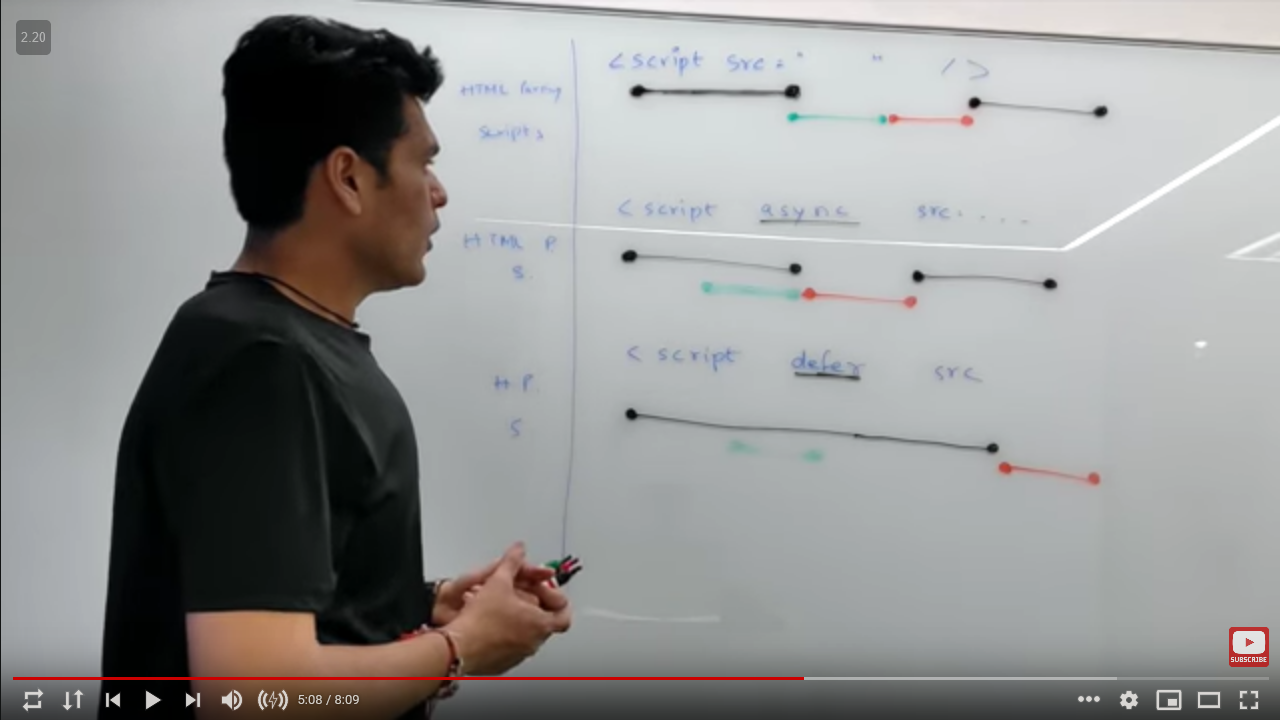 2.20
<script src = "        " />
HTML Parsing
Scripts
<script async src= . . . .
HTML P.
S.
<script defer src
H P.
S
SUBSCRIBE
5:08 / 8:09